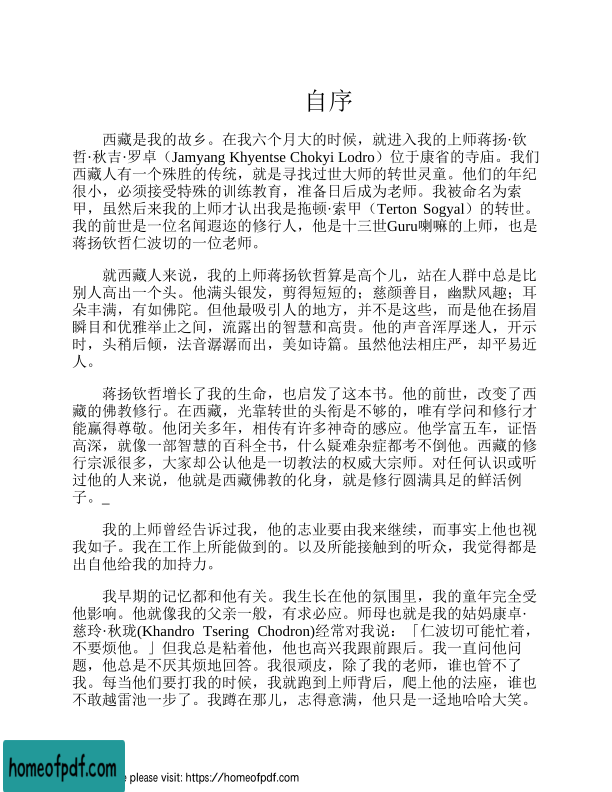 自序
西藏是我的故乡。在我六个月大的时候，就进入我的上师蒋扬·钦
哲·秋吉·罗卓（Jamyang Khyentse Chokyi Lodro）位于康省的寺庙。我们
西藏人有一个殊胜的传统，就是寻找过世大师的转世灵童。他们的年纪
很小，必须接受特殊的训练教育，准备日后成为老师。我被命名为索
甲，虽然后来我的上师才认出我是拖顿·索甲（Terton Sogyal）的转世。
我的前世是一位名闻遐迩的修行人，他是十三世Guru喇嘛的上师，也是
蒋扬钦哲仁波切的一位老师。
就西藏人来说，我的上师蒋扬钦哲算是高个儿，站在人群中总是比
别人高出一个头。他满头银发，剪得短短的；慈颜善目，幽默风趣；耳
朵丰满，有如佛陀。但他最吸引人的地方，并不是这些，而是他在扬眉
瞬目和优雅举止之间，流露出的智慧和高贵。他的声音浑厚迷人，开示
时，头稍后倾，法音潺潺而出，美如诗篇。虽然他法相庄严，却平易近
人。
蒋扬钦哲增长了我的生命，也启发了这本书。他的前世，改变了西
藏的佛教修行。在西藏，光靠转世的头衔是不够的，唯有学问和修行才
能赢得尊敬。他闭关多年，相传有许多神奇的感应。他学富五车，证悟
高深，就像一部智慧的百科全书，什么疑难杂症都考不倒他。西藏的修
行宗派很多，大家却公认他是一切教法的权威大宗师。对任何认识或听
过他的人来说，他就是西藏佛教的化身，就是修行圆满具足的鲜活例
子。_
我的上师曾经告诉过我，他的志业要由我来继续，而事实上他也视
我如子。我在工作上所能做到的。以及所能接触到的听众，我觉得都是
出自他给我的加持力。
我早期的记忆都和他有关。我生长在他的氛围里，我的童年完全受
他影响。他就像我的父亲一般，有求必应。师母也就是我的姑妈康卓·
慈玲·秋珑(Khandro Tsering Chodron)经常对我说：「仁波切可能忙着，
不要烦他。」但我总是粘着他，他也高兴我跟前跟后。我一直问他问
题，他总是不厌其烦地回答。我很顽皮，除了我的老师，谁也管不了
我。每当他们要打我的时候，我就跑到上师背后，爬上他的法座，谁也
不敢越雷池一步了。我蹲在那儿，志得意满，他只是一迳地哈哈大笑。
homeofpdf.com
please visit: https://homeofpdf.com